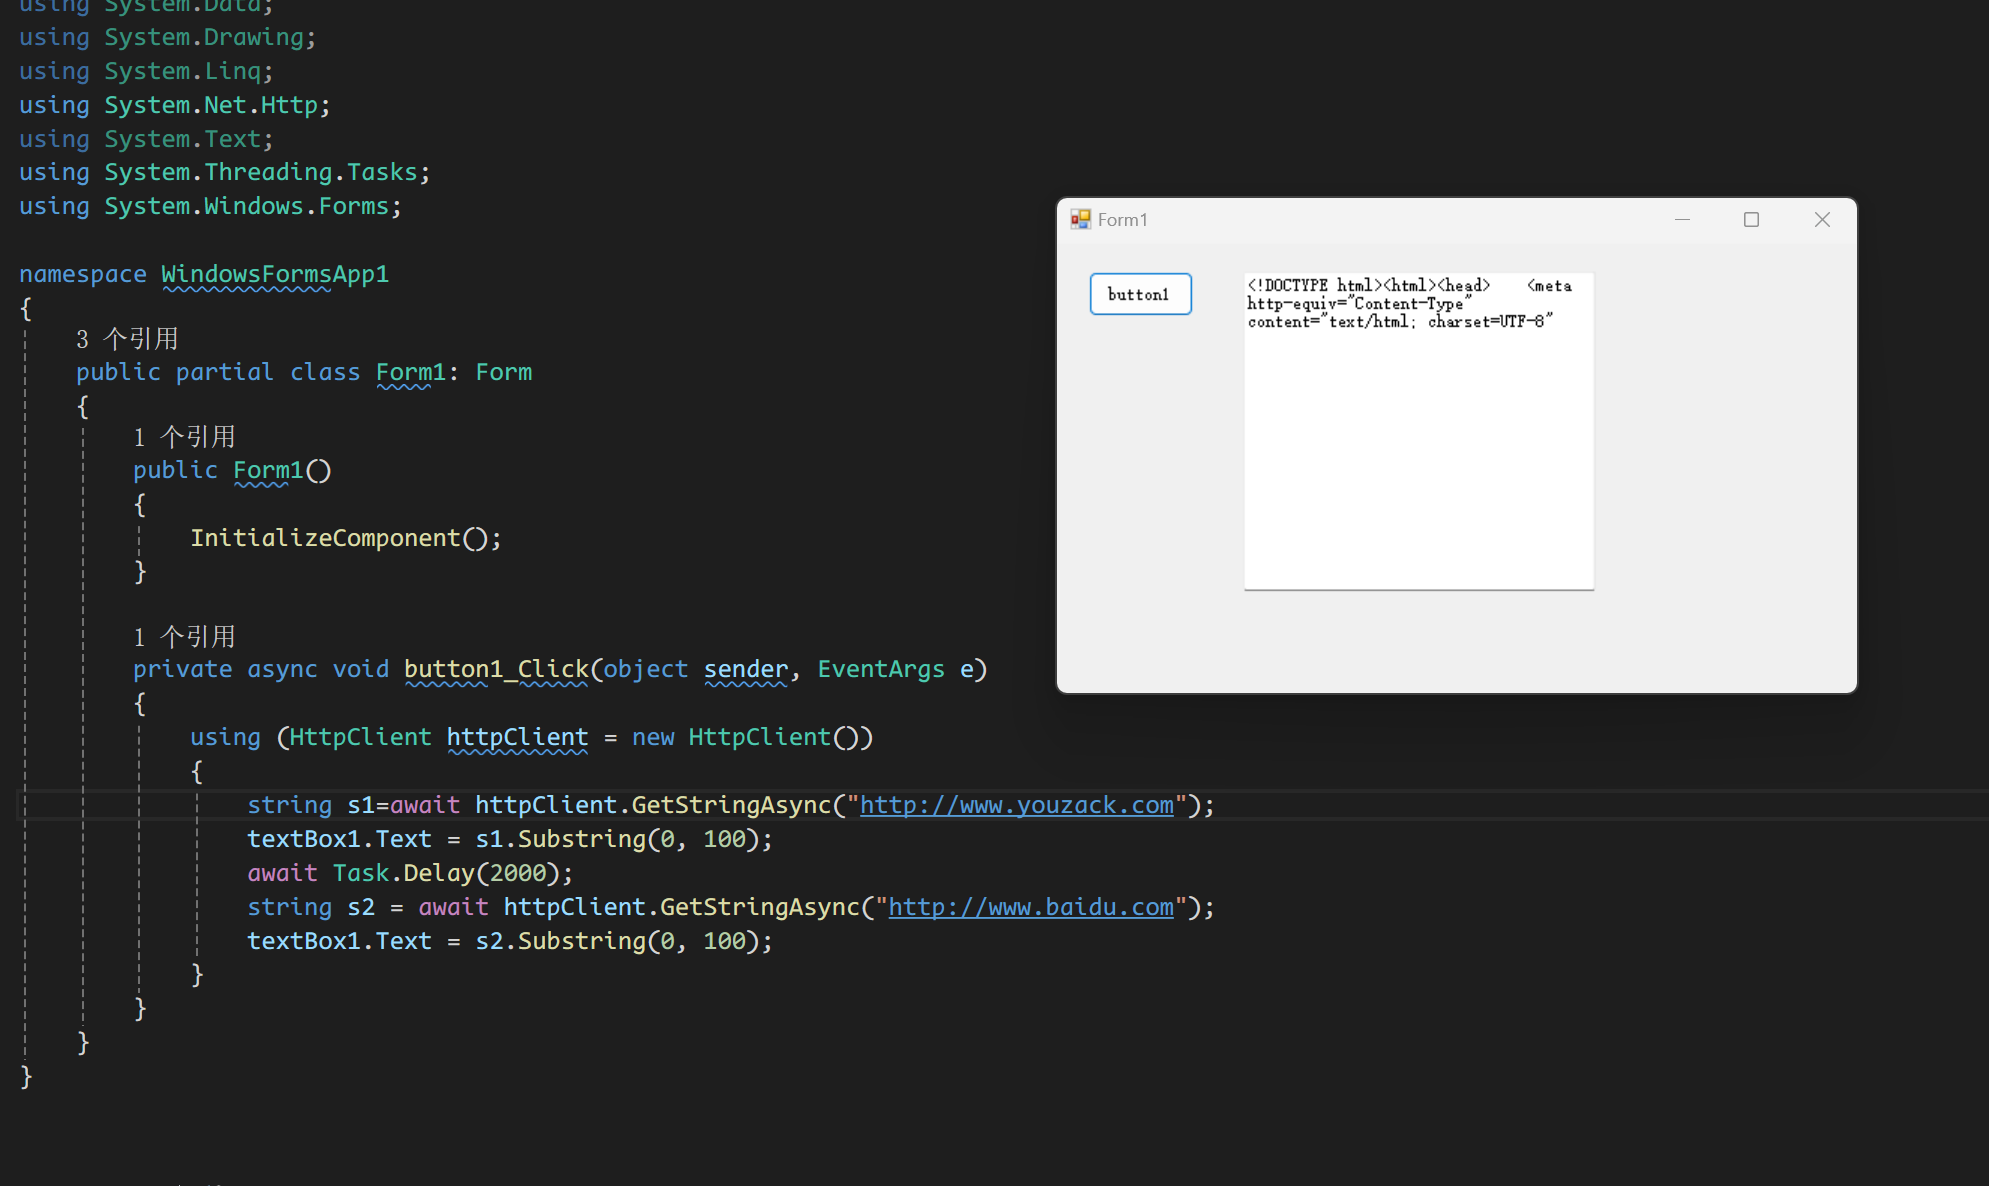 using System.Data;
using System.Drawing;
using System.Linq;
using System.Net.Http;
using System.Text;
using System.Threading.Tasks;
using System.Windows.Forms;
namespace WindowsFormsApp1
{
3 个引用
public partial class Form1: Form
{
1 个引用
public Form1()
{
InitializeComponent();
}
1 个引用
private async void button1_Click(object sender, EventArgs e)
{
using (HttpClient httpClient = new HttpClient())
{
string s1=await httpClient.GetStringAsync("http://www.youzack.com");
textBox1.Text = s1.Substring(0, 100);
await Task.Delay(2000);
string s2 = await httpClient.GetStringAsync("http://www.baidu.com");
textBox1.Text = s2.Substring(0, 100);
}
}
}
}
Form1
button1
<!DOCTYPE html><html><head>    <meta
http-equiv="Content-Type"
content="text/html; charset=UTF-8"